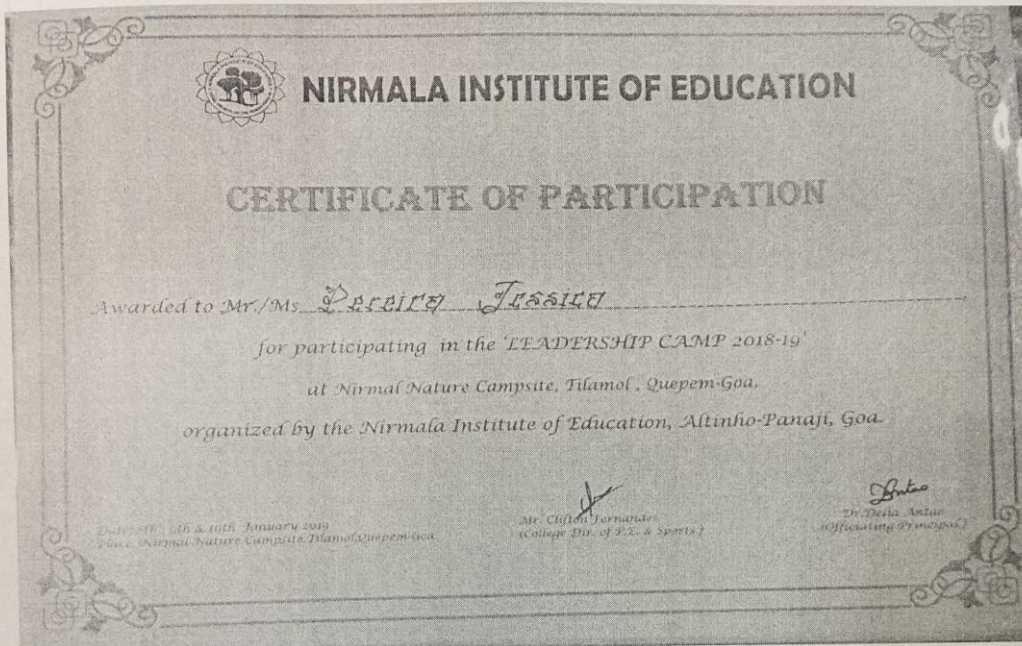 NIRMALA INSTITUTE OF EDUCATION
CERTIFICATE OF PARTICIPATION
Awarded to Mr./Ms Pereira Jessica
for participating in the 'LEADERSHIP CAMP 2018-19'
at Nirmal Nature Campsite, Tilamol, Quepem-Goa,
organized by the Nirmala Institute of Education, Altinho-Panaji, Goa.
Antao
Date: & 10th January 2019
Place: Nirmal Nature Campsite, Tilamol, Quepem Goa
Mr. Clifton Fernandes
(College Dir. of P.E. & Sports)
Dr. Delia Antao
(Officiating Principal)